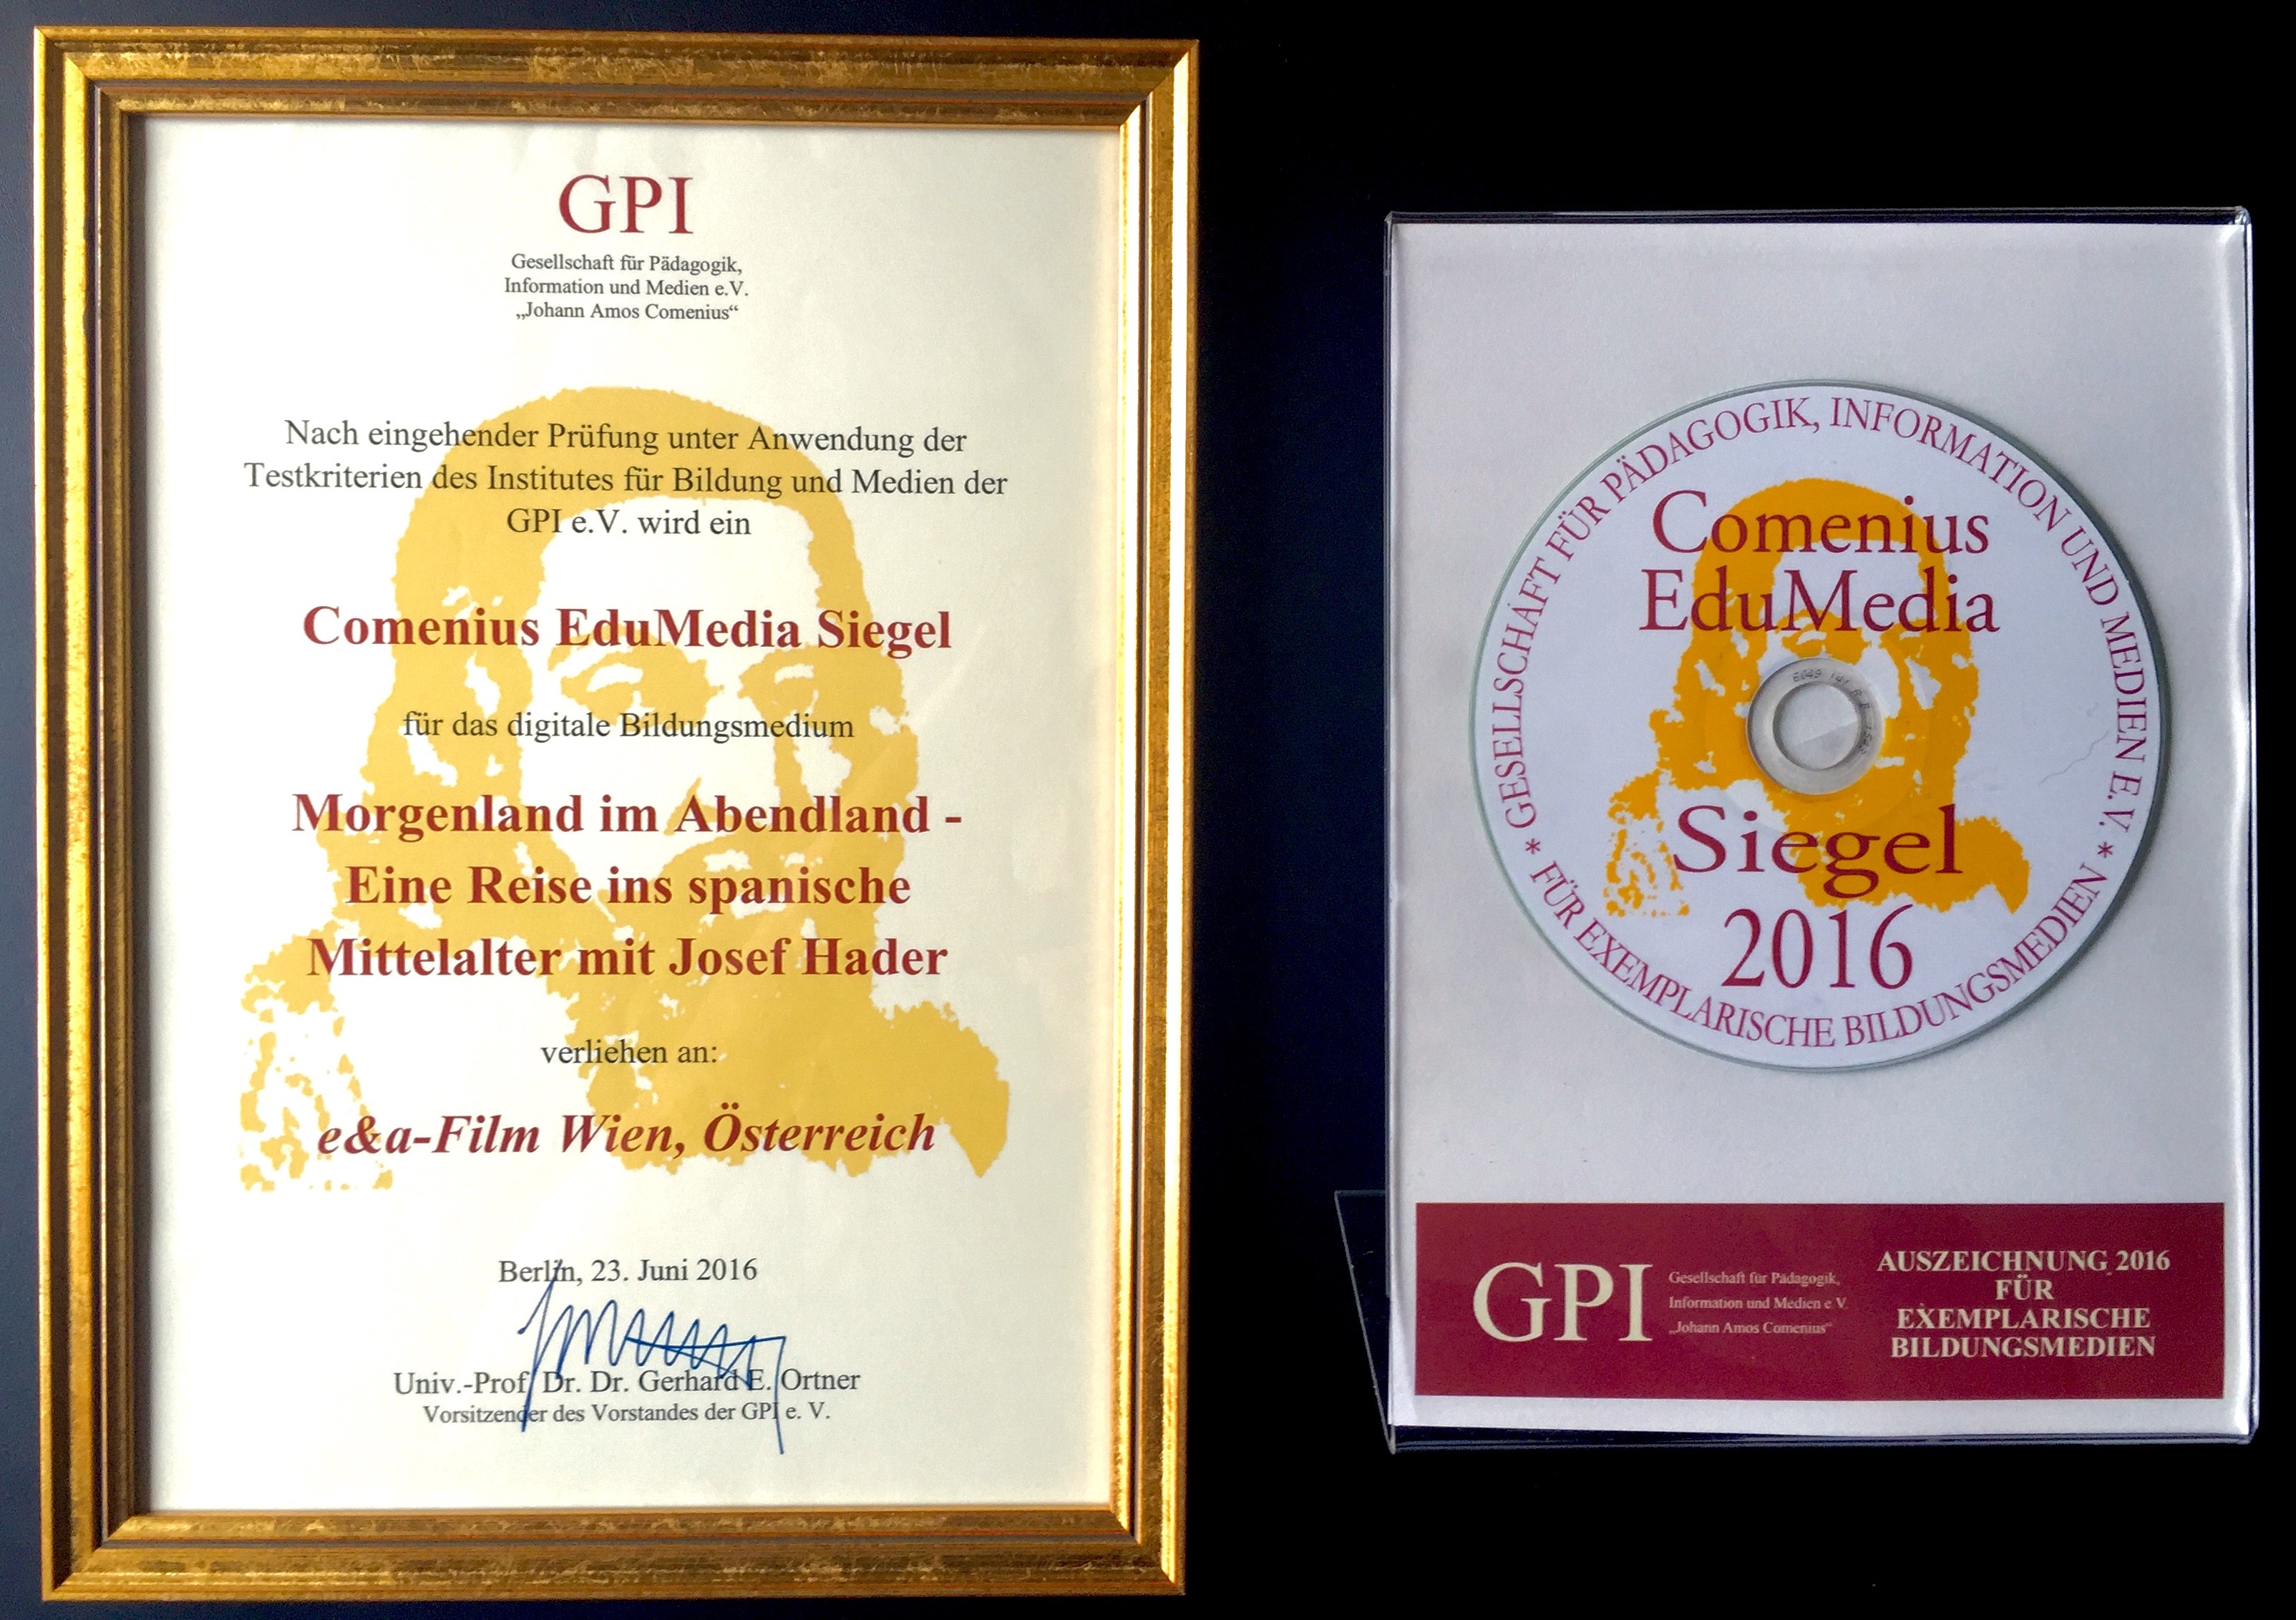 GPI
Gesellschaft für Pädagogik,
Information und Medien e.V.
„Johann Amos Comenius“
Nach eingehender Prüfung unter Anwendung der
Testkriterien des Institutes für Bildung und Medien der
GPI e.V. wird ein
Comenius EduMedia Siegel
für das digitale Bildungsmedium
Morgenland im Abendland -
Eine Reise ins spanische
Mittelalter mit Josef Hader
verliehen an:
e&a-Film Wien, Österreich
Berlin, 23. Juni 2016
Univ.-Prof. Dr. Dr. Gerhard E. Ortner
Vorsitzender des Vorstandes der GPI e. V.
* GESELLSCHAFT FÜR PÄDAGOGIK, INFORMATION UND MEDIEN E.V. *
Comenius
EduMedia
Siegel
2016
FÜR EXEMPLARISCHE BILDUNGSMEDIEN
GPI
Gesellschaft für Pädagogik,
Information und Medien e.V.
„Johann Amos Comenius“
AUSZEICHNUNG 2016
FÜR
EXEMPLARISCHE
BILDUNGSMEDIEN